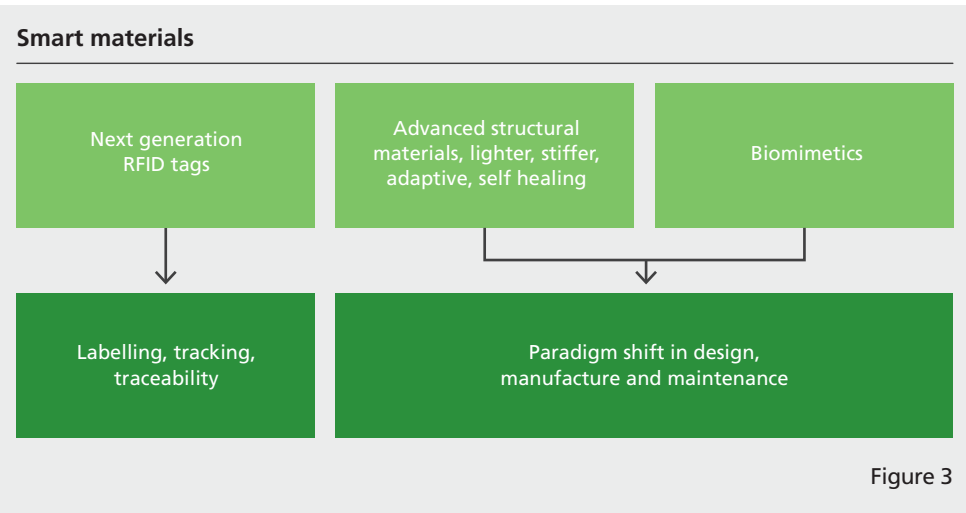 Smart materials
Next generation
RFID tags
Advanced structural
materials, lighter, stiffer,
adaptive, self healing
Biomimetics
Labelling, tracking,
traceability
Paradigm shift in design,
manufacture and maintenance
Figure 3